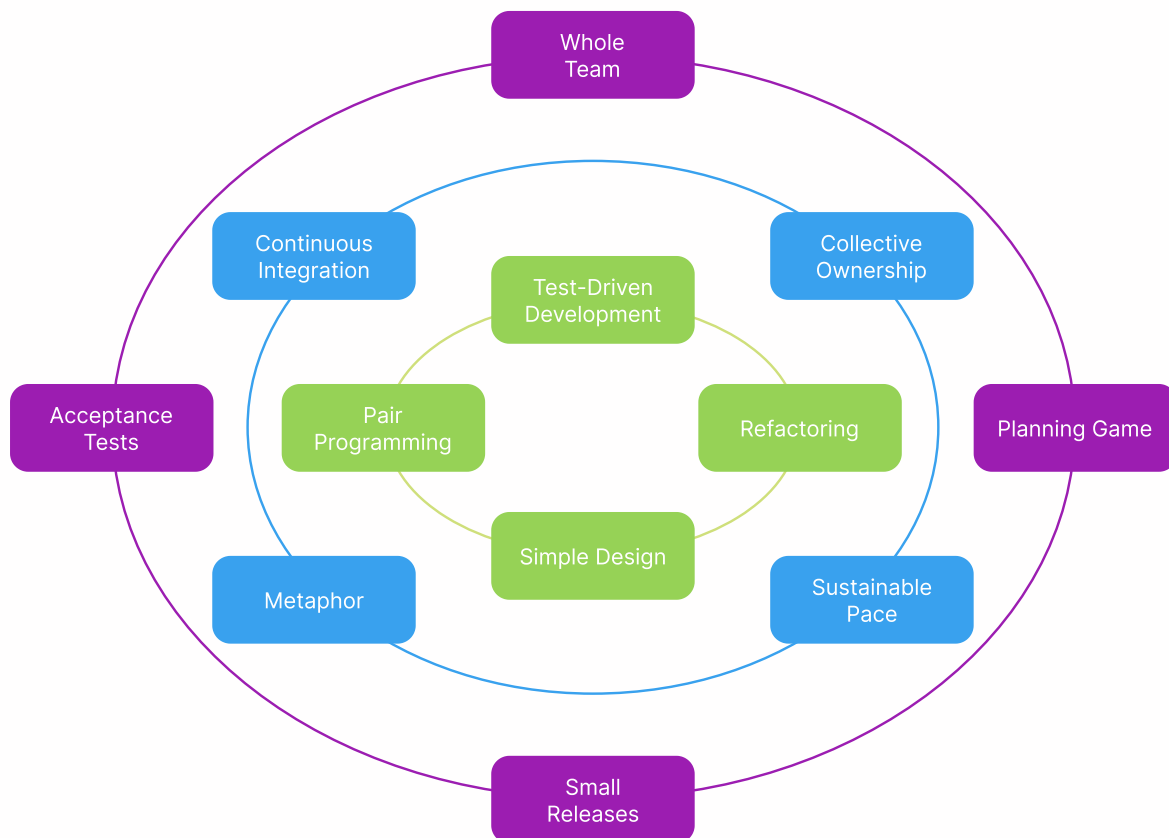 Whole
Team
Continuous
Integration
Collective
Ownership
Test-Driven
Development
Acceptance
Tests
Pair
Programming
Refactoring
Planning Game
Simple Design
Metaphor
Sustainable
Pace
Small
Releases